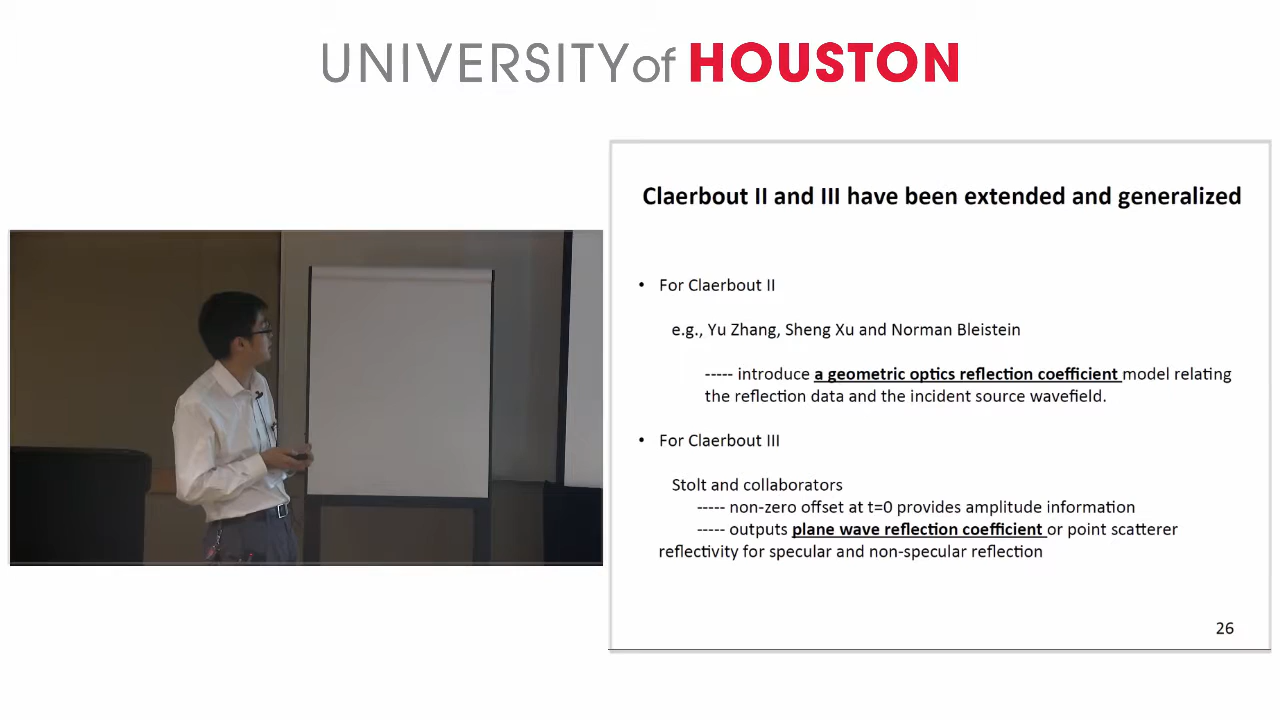 UNIVERSITY of HOUSTON
Claerbout II and III have been extended and generalized
• For Claerbout II
e.g., Yu Zhang, Sheng Xu and Norman Bleistein
----- introduce a geometric optics reflection coefficient model relating
the reflection data and the incident source wavefield.
• For Claerbout III
Stolt and collaborators
----- non-zero offset at t=0 provides amplitude information
----- outputs plane wave reflection coefficient or point scatterer
reflectivity for specular and non-specular reflection
26